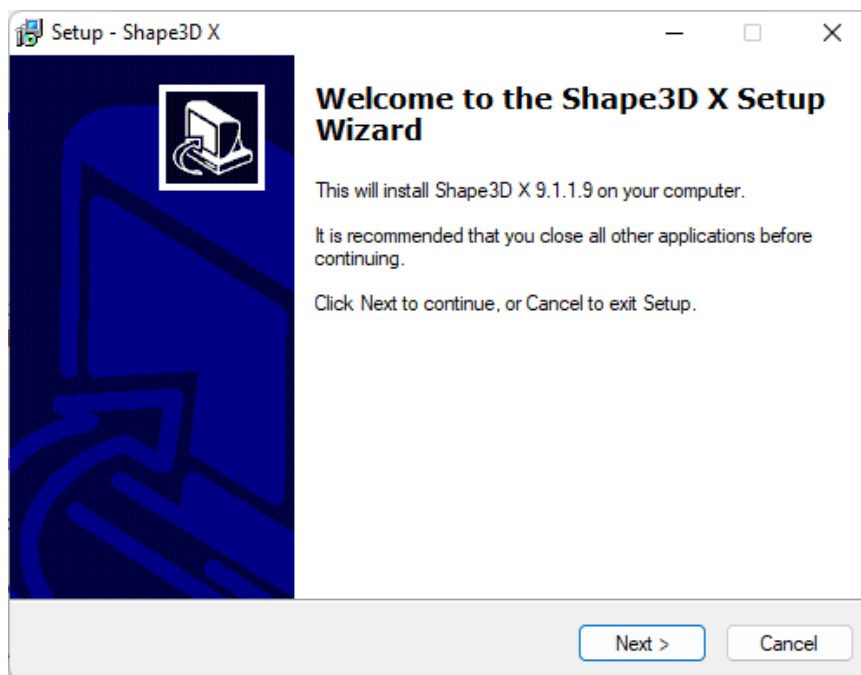 Setup - Shape3D X
Welcome to the Shape3D X Setup
Wizard
This will install Shape3D X 9.1.1.9 on your computer.
It is recommended that you close all other applications before
continuing.
Click Next to continue, or Cancel to exit Setup.
Next >
Cancel